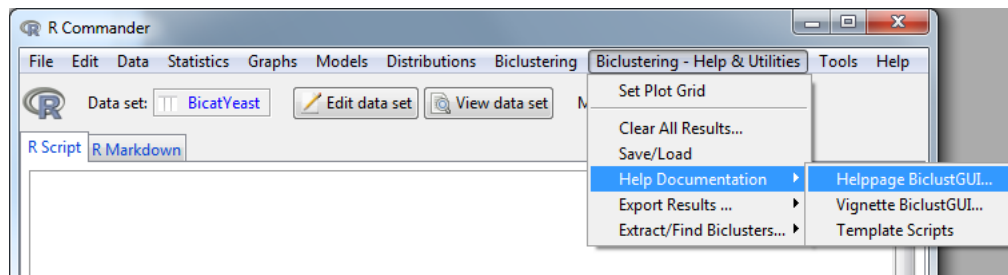 R Commander
File Edit Data Statistics Graphs Models Distributions Biclustering Biclustering - Help & Utilities Tools Help
R Data set: BicatYeast Edit data set View data set M
Set Plot Grid
Clear All Results...
R Script R Markdown
Save/Load
Help Documentation Helppage BiclustGUI...
Export Results ... Vignette BiclustGUI...
Extract/Find Biclusters... Template Scripts